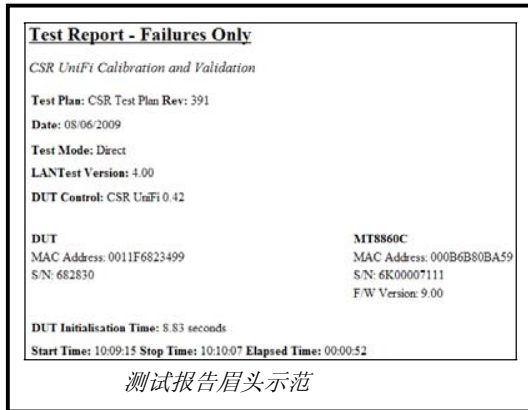 Test Report - Failures Only
CSR UniFi Calibration and Validation
Test Plan: CSR Test Plan Rev: 391
Date: 08/06/2009
Test Mode: Direct
LANTest Version: 4.00
DUT Control: CSR UniFi 0.42
DUT
MAC Address: 0011F6823499
S/N: 682830
MT8860C
MAC Address: 000B6B80BA59
S/N: 6K00007111
F/W Version: 9.00
DUT Initialisation Time: 8.83 seconds
Start Time: 10:09:15 Stop Time: 10:10:07 Elapsed Time: 00:00:52
测试报告眉头示范